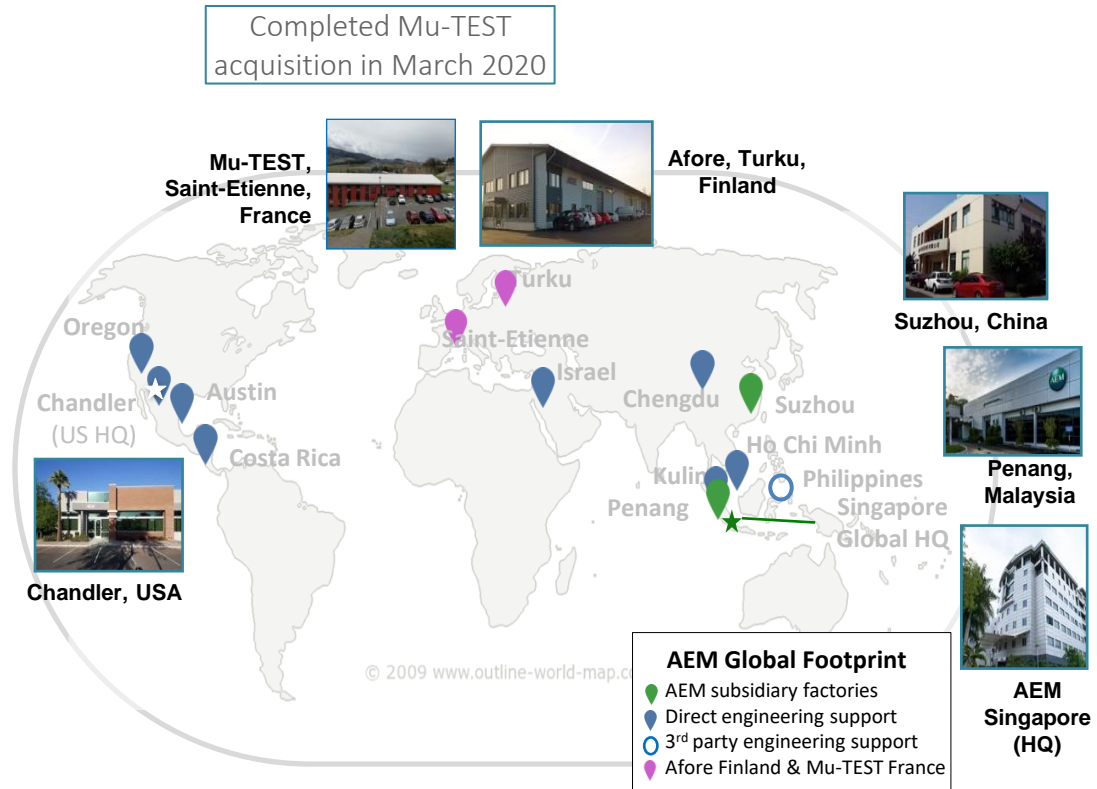 Completed Mu-TEST
acquisition in March 2020
Mu-TEST,
Saint-Etienne,
France
Afore, Turku,
Finland
Suzhou, China
AEM
Penang,
Malaysia
AEM
Singapore
(HQ)
Chandler, USA
Oregon
Chandler
(US HQ)
Austin
Costa Rica
Turku
Saint-Etienne
Israel
Chengdu
Suzhou
Ho Chi Minh
Kulim
Philippines
Penang
Singapore
Global HQ
© 2009 www.outline-world-map.co
AEM Global Footprint
AEM subsidiary factories
Direct engineering support
3rd party engineering support
Afore Finland & Mu-TEST France